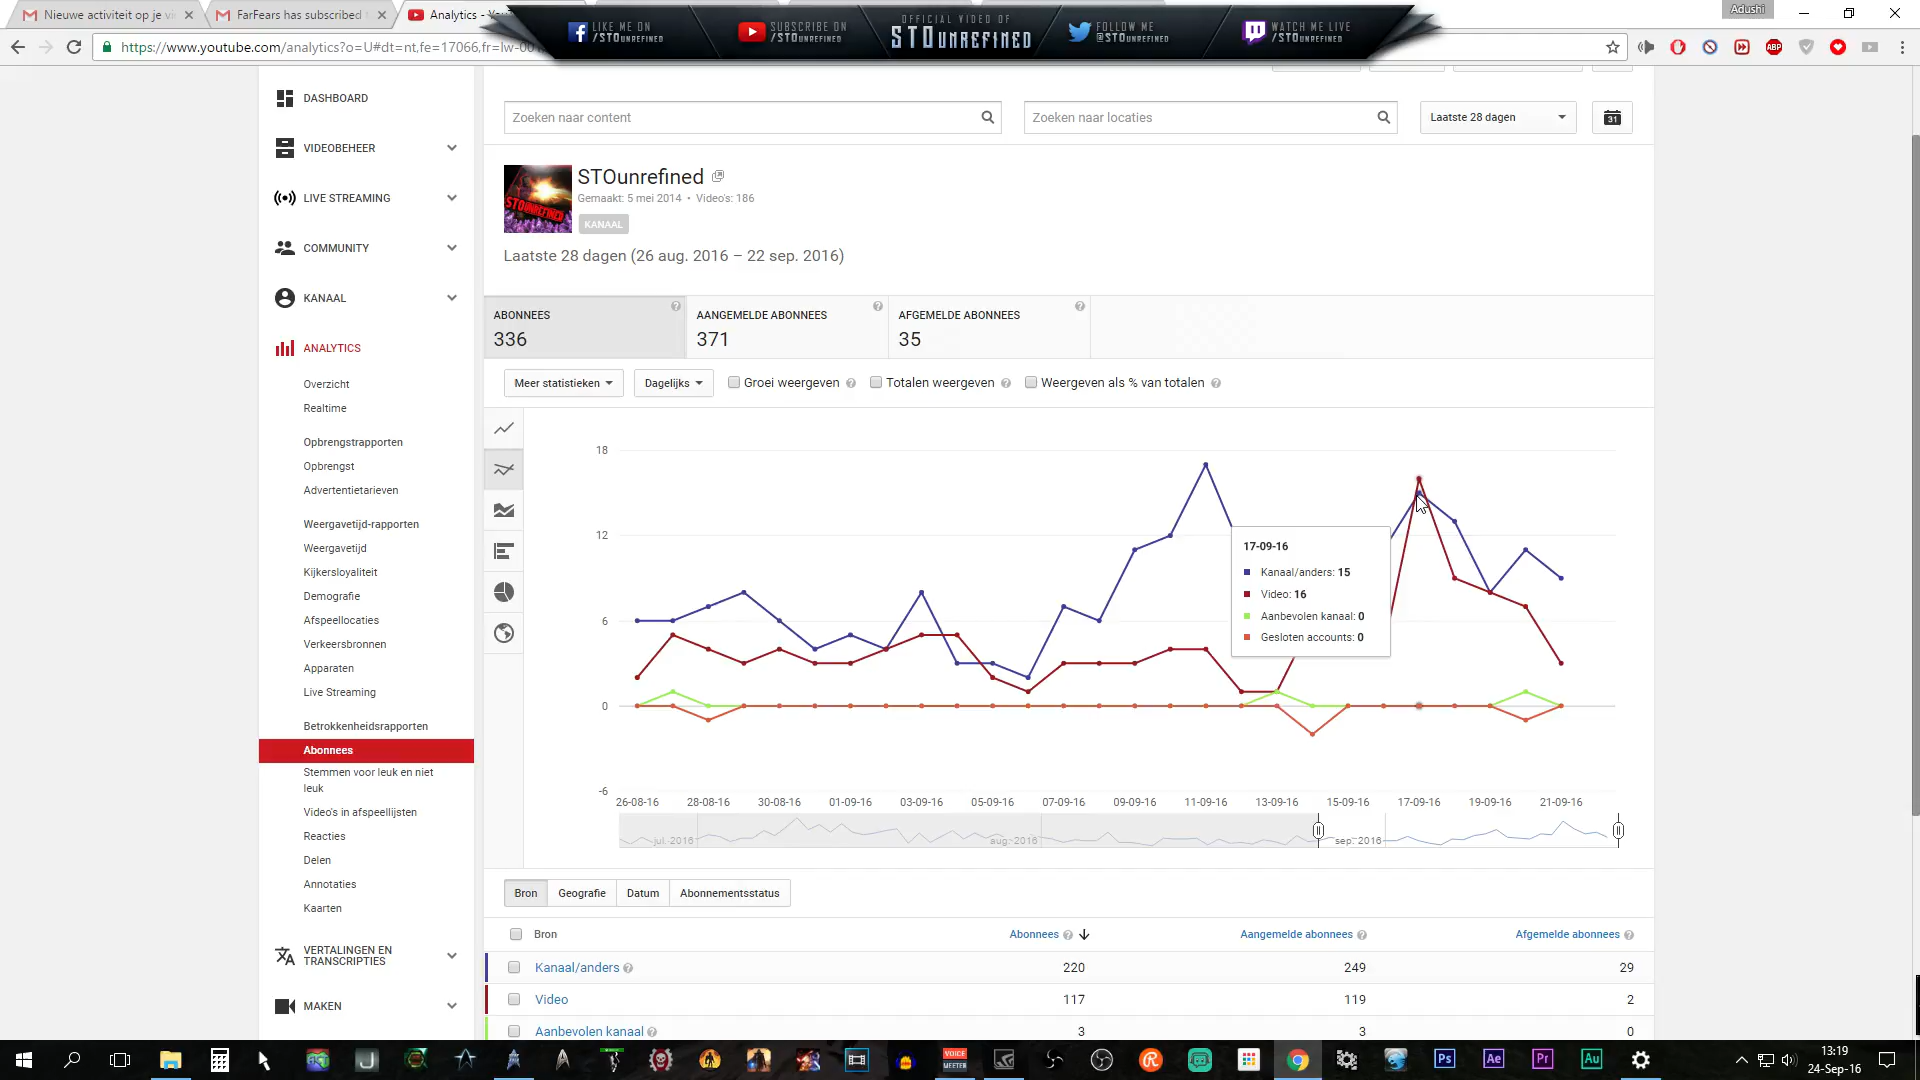 Nieuwe activiteit op je vi
FarFears has subscribed
Analytics - Yo
Adushi
https://www.youtube.com/analytics?o=U#dt=nt,fe=17066,fr=lw-00
LIKE ME ON
/STOUNREFINED
SUBSCRIBE ON
/STOUNREFINED
OFFICIAL VIDEO OF
STOUNREFINED
FOLLOW ME
@STOUNREFINED
WATCH ME LIVE
/STOUNREFINED
ABP
DASHBOARD
VIDEOBEHEER
LIVE STREAMING
COMMUNITY
KANAAL
ANALYTICS
Overzicht
Realtime
Opbrengstrapporten
Opbrengst
Advertentietarieven
Weergavetijd-rapporten
Weergavetijd
Kijkersloyaliteit
Demografie
Afspeellocaties
Verkeersbronnen
Apparaten
Live Streaming
Betrokkenheidsrapporten
Abonnees
Stemmen voor leuk en niet
leuk
Video's in afspeellijsten
Reacties
Delen
Annotaties
Kaarten
VERTALINGEN EN
TRANSCRIPTIES
MAKEN
Zoeken naar content
Zoeken naar locaties
Laatste 28 dagen
31
STOunrefined
STOunrefined
Gemaakt: 5 mei 2014 • Video's: 186
KANAAL
Laatste 28 dagen (26 aug. 2016 – 22 sep. 2016)
ABONNEES ?
336
AANGEMELDE ABONNEES ?
371
AFGEMELDE ABONNEES ?
35
Meer statistieken
Dagelijks
Groei weergeven ?
Totalen weergeven ?
Weergeven als % van totalen ?
18
12
6
0
-6
17-09-16
Kanaal/anders: 15
Video: 16
Aanbevolen kanaal: 0
Gesloten accounts: 0
26-08-16 28-08-16 30-08-16 01-09-16 03-09-16 05-09-16 07-09-16 09-09-16 11-09-16 13-09-16 15-09-16 17-09-16 19-09-16 21-09-16
jul. 2016 aug. 2016 sep. 2016
Bron Geografie Datum Abonnementsstatus
Bron Abonnees ? Aangemelde abonnees ? Afgemelde abonnees ?
Kanaal/anders ? 220 249 29
Video 117 119 2
Aanbevolen kanaal ? 3 3 0
VOICE
MEETER
Ps
Ae
Pr
Au
13:19
24-Sep-16